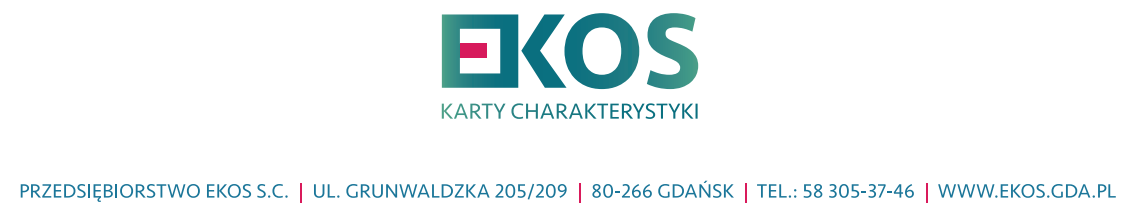 EKOS
KARTY CHARAKTERYSTYKI
PRZEDSIĘBIORSTWO EKOS S.C. | UL. GRUNWALDZKA 205/209 | 80-266 GDAŃSK | TEL.: 58 305-37-46 | WWW.EKOS.GDA.PL